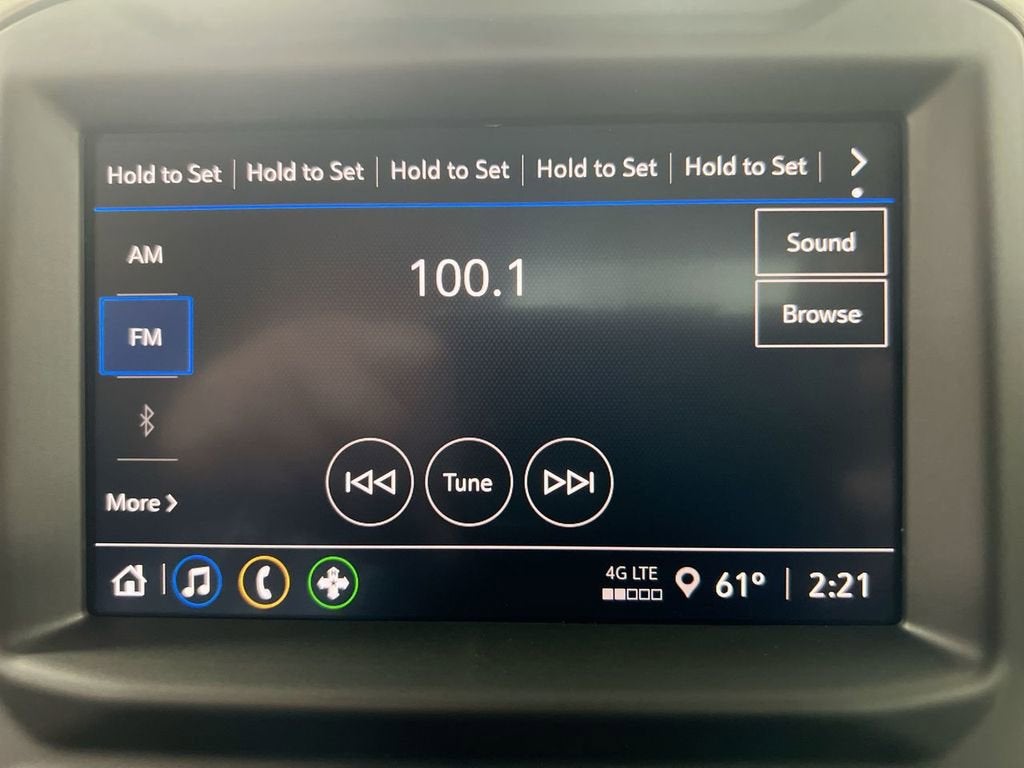 Hold to Set Hold to Set Hold to Set Hold to Set Hold to Set
AM
100.1
Sound
FM
Browse
More
Tune
4G LTE
61° 2:21